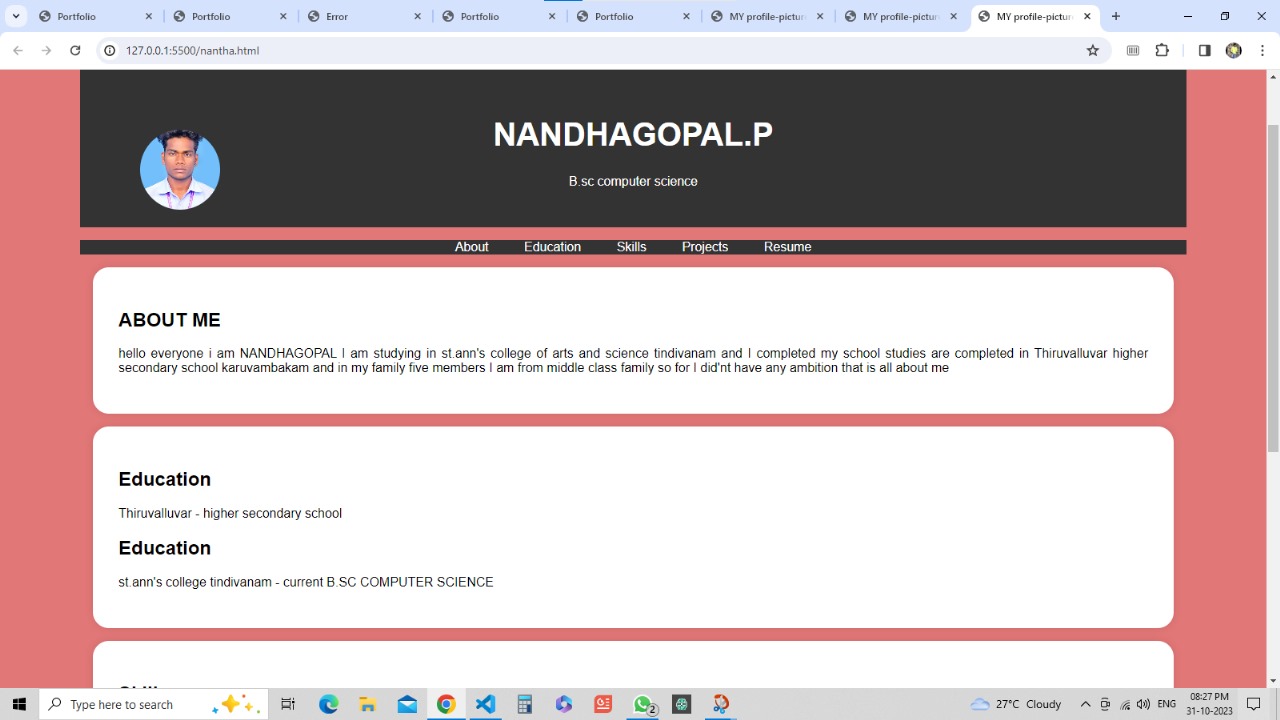 Portfolio
Portfolio
Error
Portfolio
Portfolio
MY profile-pictur
MY profile-pictur
MY profile-pictur
127.0.0.1:5500/nantha.html
NANDHAGOPAL.P
B.sc computer science
About Education Skills Projects Resume
ABOUT ME
hello everyone i am NANDHAGOPAL I am studying in st.ann's college of arts and science tindivanam and I completed my school studies are completed in Thiruvalluvar higher
secondary school karuvambakam and in my family five members I am from middle class family so for I did'nt have any ambition that is all about me
Education
Thiruvalluvar - higher secondary school
Education
st.ann's college tindivanam - current B.SC COMPUTER SCIENCE
Type here to search
2
27°C Cloudy
ENG
08:27 PM
31-10-2023